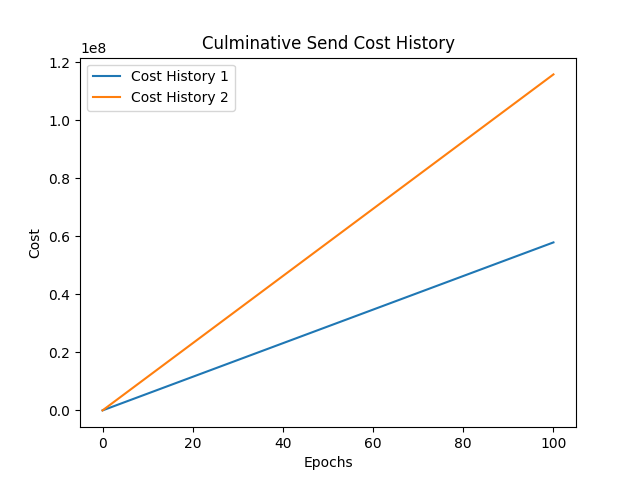 Culminative Send Cost History
1e8
Cost History 1
Cost History 2
1.2
1.0
0.8
0.6
0.4
0.2
0.0
Cost
0 20 40 60 80 100
Epochs